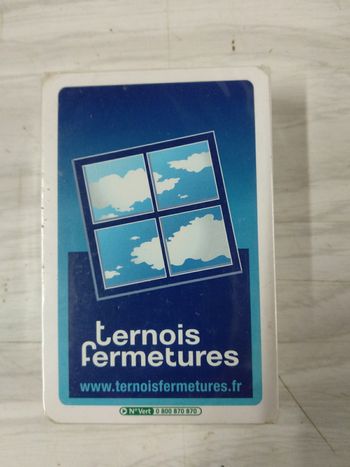 ternois
fermetures
www.ternoisfermetures.fr
N° Vert 0 800 870 870